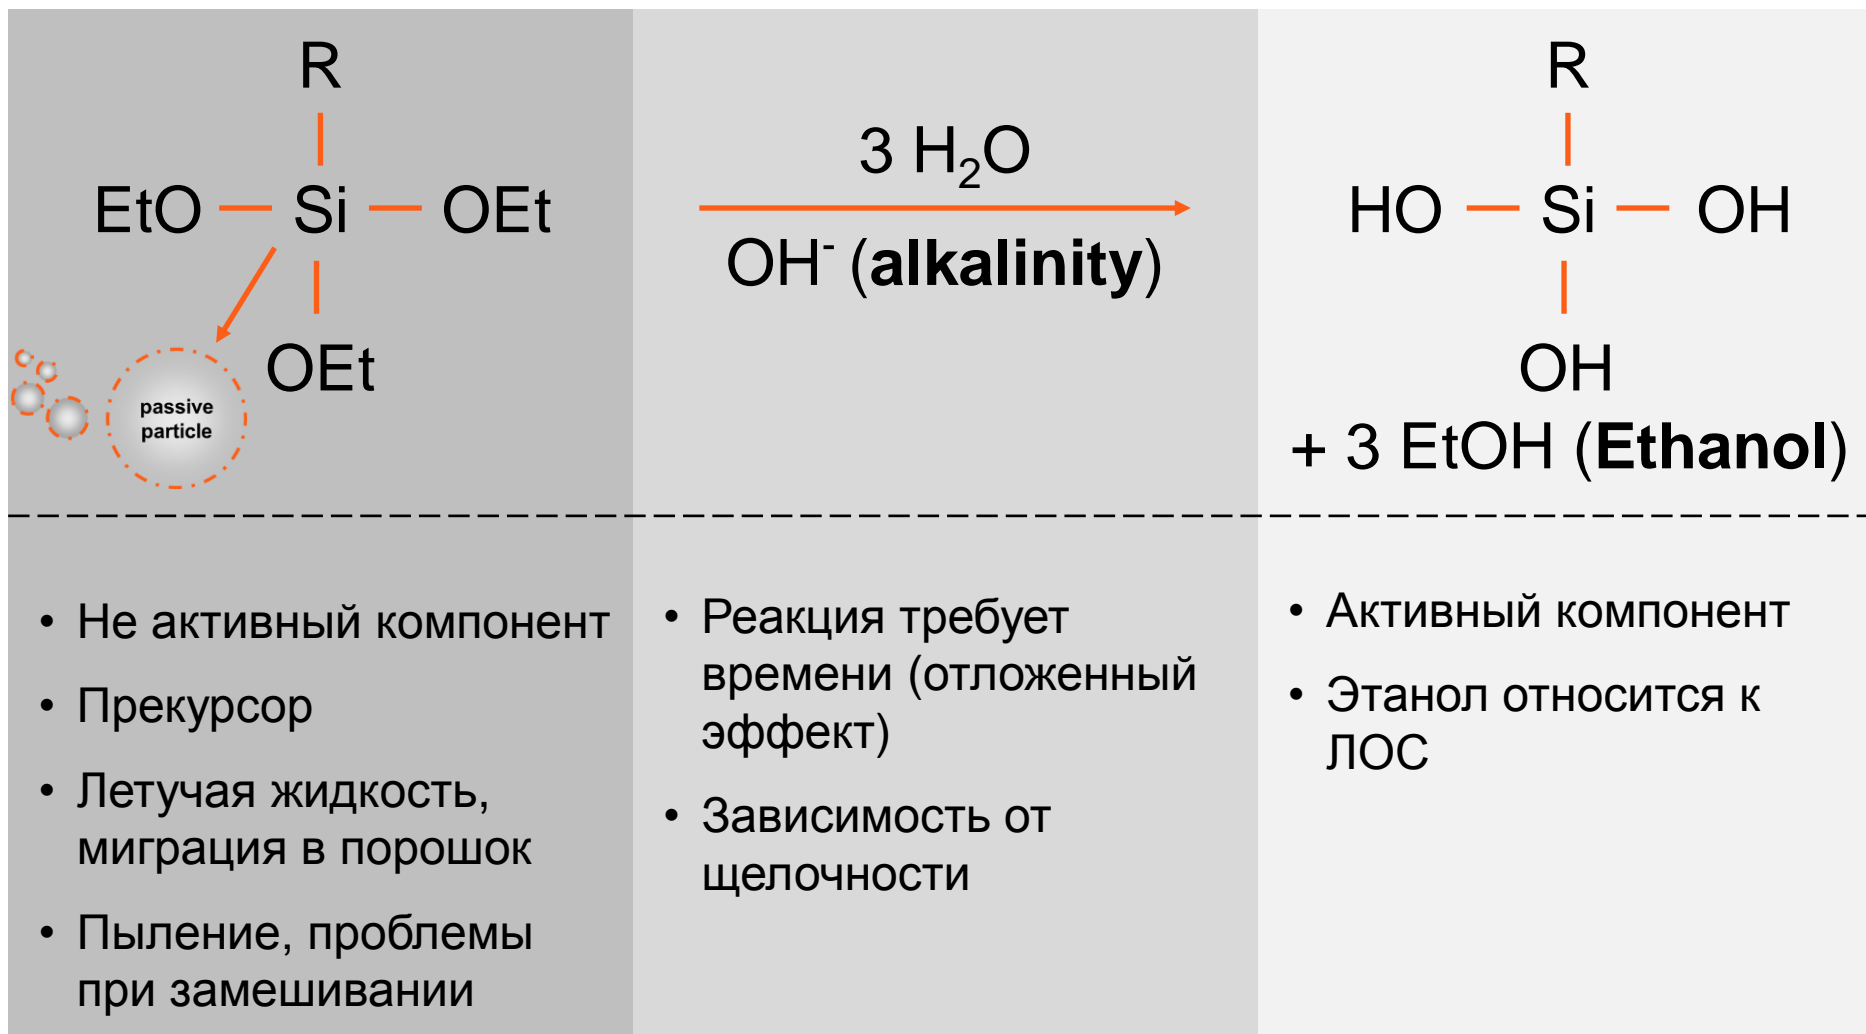 R
EtO — Si — OEt
OEt
passive
particle
3 H₂O
OH⁻ (alkalinity)
R
HO — Si — OH
OH
+ 3 EtOH (Ethanol)
• Не активный компонент
• Прекурсор
• Летучая жидкость,
миграция в порошок
• Пыление, проблемы
при замешивании
• Реакция требует
времени (отложенный
эффект)
• Зависимость от
щелочности
• Активный компонент
• Этанол относится к
ЛОС